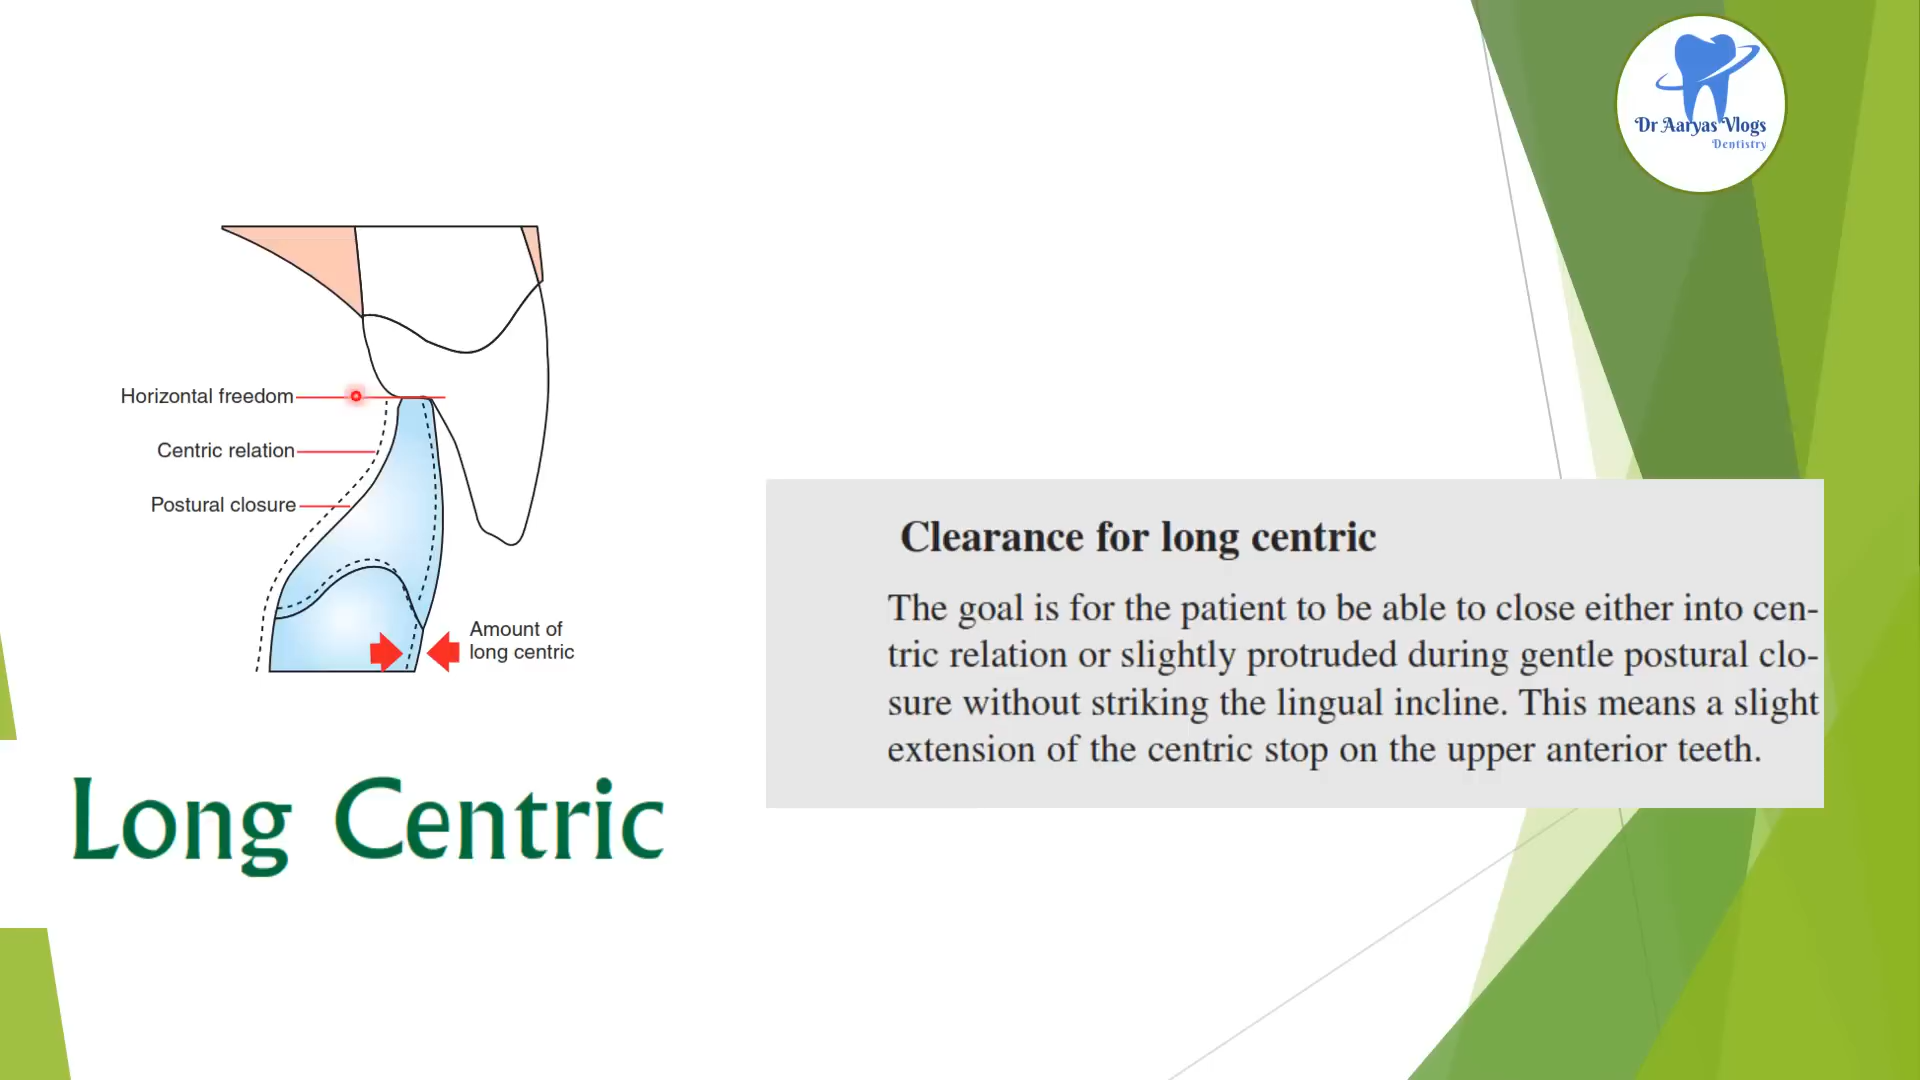 Dr Aaryas Vlogs
Dentistry
Horizontal freedom
Centric relation
Postural closure
Amount of
long centric
Long Centric
Clearance for long centric
The goal is for the patient to be able to close either into cen-
tric relation or slightly protruded during gentle postural clo-
sure without striking the lingual incline. This means a slight
extension of the centric stop on the upper anterior teeth.